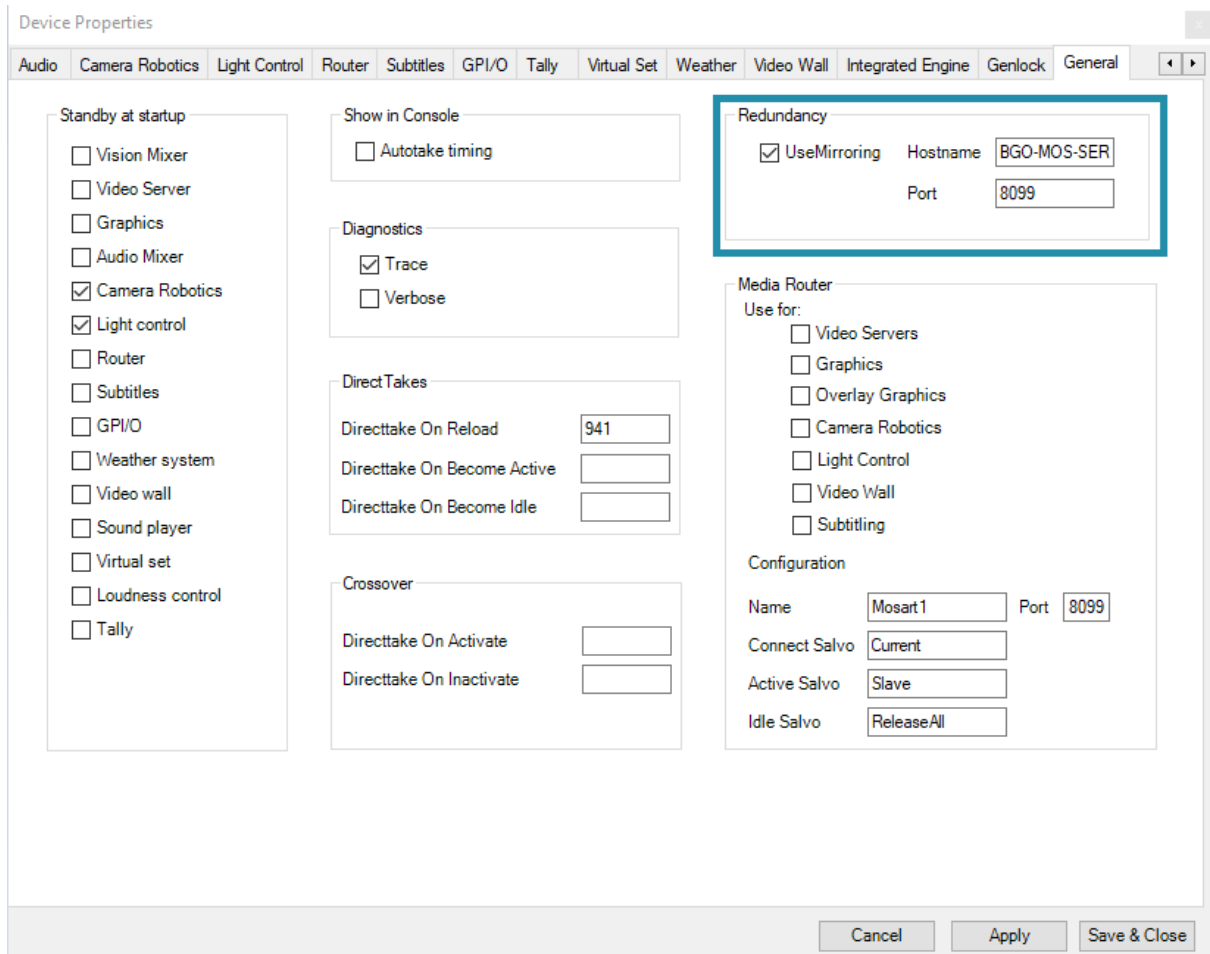 Device Properties
Audio Camera Robotics Light Control Router Subtitles GPI/O Tally Virtual Set Weather Video Wall Integrated Engine Genlock General
Standby at startup
Vision Mixer
Video Server
Graphics
Audio Mixer
Camera Robotics
Light control
Router
Subtitles
GPI/O
Weather system
Video wall
Sound player
Virtual set
Loudness control
Tally
Show in Console
Autotake timing
Diagnostics
Trace
Verbose
DirectTakes
Directtake On Reload 941
Directtake On Become Active
Directtake On Become Idle
Crossover
Directtake On Activate
Directtake On Inactivate
Redundancy
UseMirroring Hostname BGO-MOS-SER
Port 8099
Media Router
Use for:
Video Servers
Graphics
Overlay Graphics
Camera Robotics
Light Control
Video Wall
Subtitling
Configuration
Name Mosart1 Port 8099
Connect Salvo Current
Active Salvo Slave
Idle Salvo ReleaseAll
Cancel Apply Save & Close